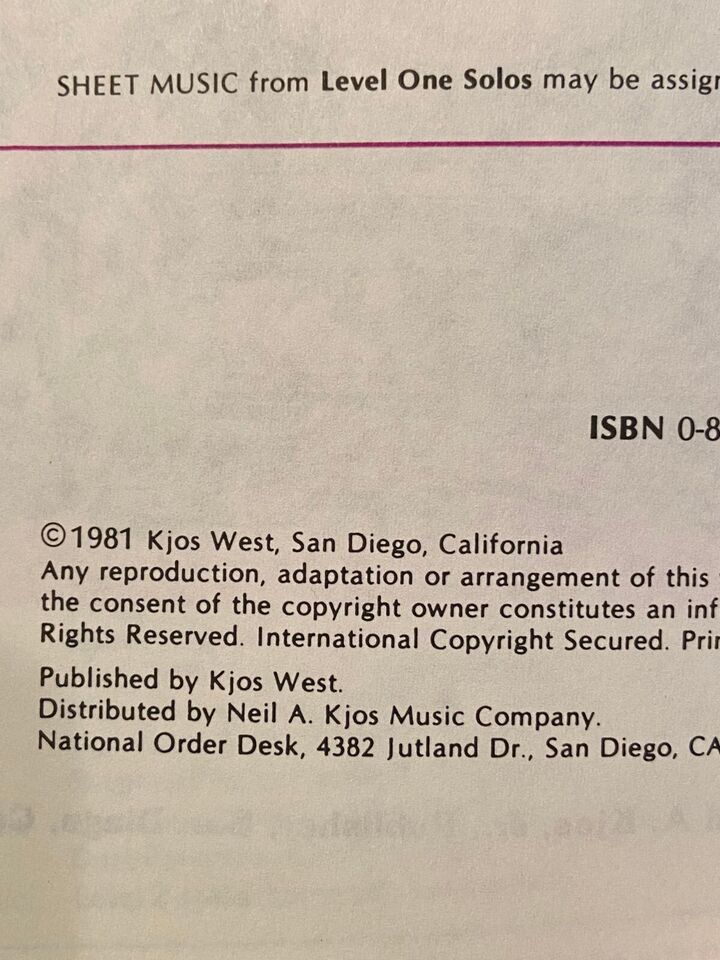 SHEET MUSIC from Level One Solos may be assign
ISBN 0-8
©1981 Kjos West, San Diego, California
Any reproduction, adaptation or arrangement of this
the consent of the copyright owner constitutes an inf
Rights Reserved. International Copyright Secured. Prin
Published by Kjos West.
Distributed by Neil A. Kjos Music Company.
National Order Desk, 4382 Jutland Dr., San Diego, CA